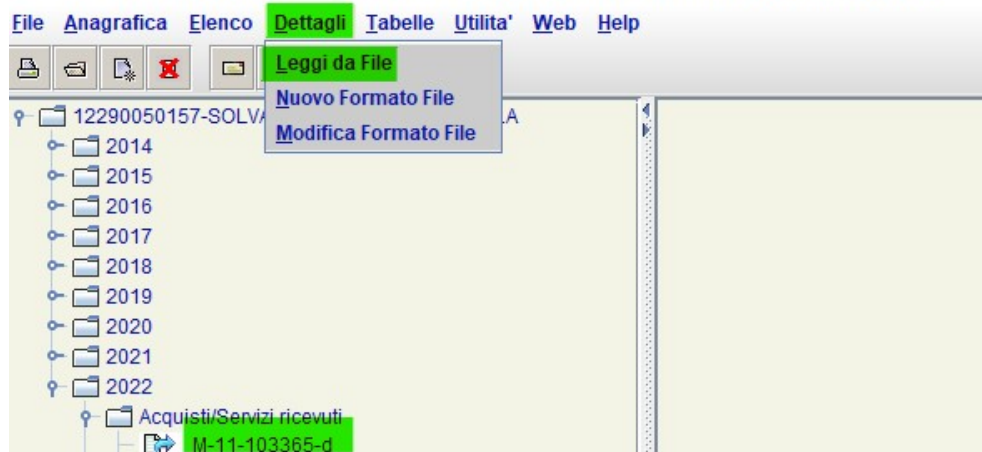 File Anagrafica Elenco Dettagli Tabelle Utilita' Web Help
Leggi da File
Nuovo Formato File
Modifica Formato File
12290050157-SOLVA .A
2014
2015
2016
2017
2018
2019
2020
2021
2022
Acquisti/Servizi ricevuti
M-11-103365-d